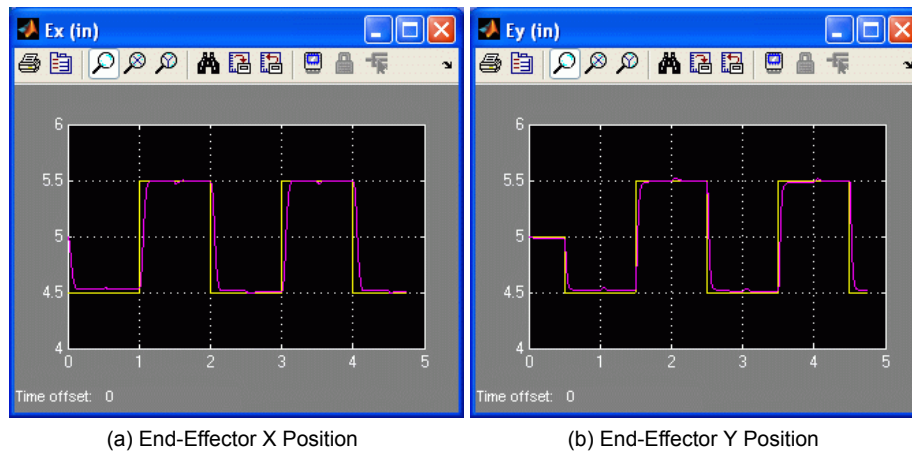 Ex (in)
6
5.5
5
4.5
4
0 1 2 3 4 5
Time offset: 0
(a) End-Effector X Position
Ey (in)
6
5.5
5
4.5
4
0 1 2 3 4 5
Time offset: 0
(b) End-Effector Y Position